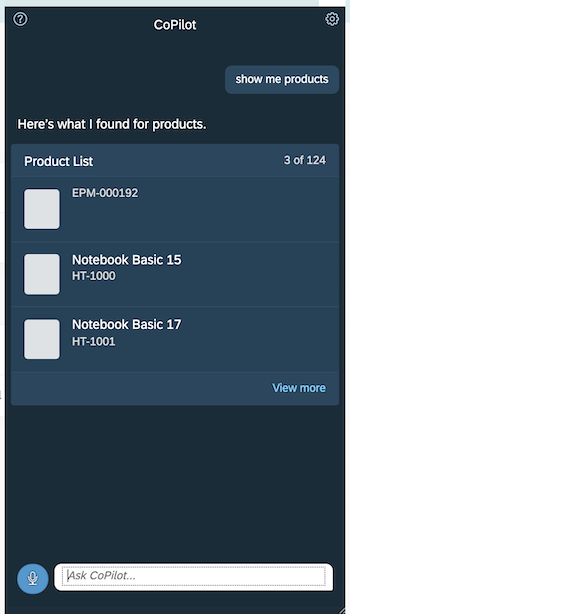 CoPilot
show me products
Here's what I found for products.
Product List
3 of 124
EPM-000192
Notebook Basic 15
HT-1000
Notebook Basic 17
HT-1001
View more
Ask CoPilot...